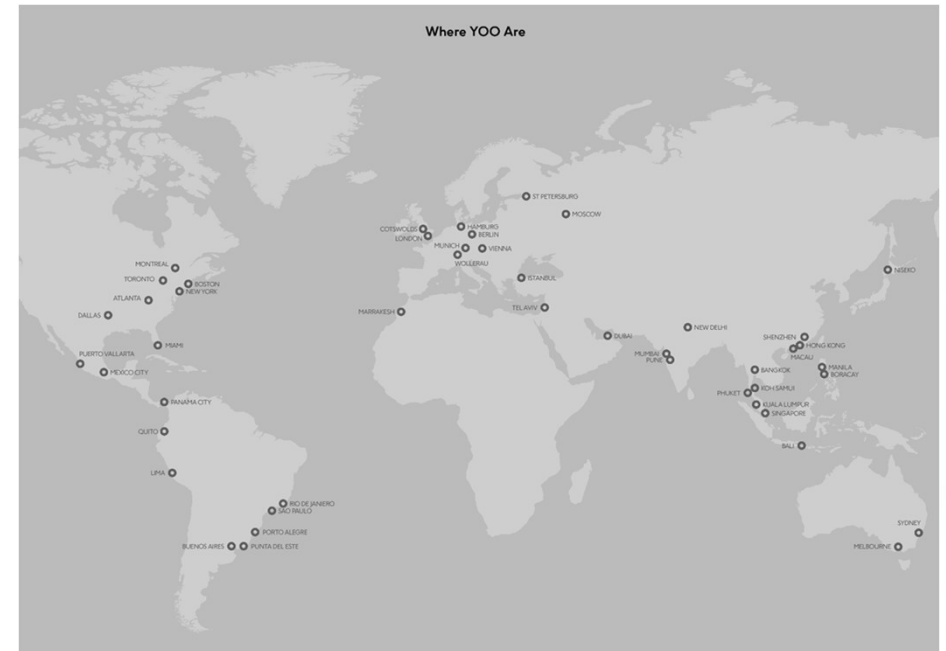 Where YOO Are
ST PETERSBURG
MOSCOW
COTSWOLDS
HAMBURG
LONDON
BERLIN
MUNICH
VIENNA
WOLLERAU
MONTREAL
NISEKO
TORONTO
ISTANBUL
BOSTON
NEW YORK
ATLANTA
TEL AVIV
MARRAKESH
DALLAS
NEW DELHI
DUBAI
SHENZHEN
MIAMI
HONG KONG
PUERTO VALLARTA
MUMBAI
MACAU
PUNE
MANILA
MEXICO CITY
BANGKOK
BORACAY
KOH SAMUI
PHUKET
PANAMA CITY
KUALA LUMPUR
SINGAPORE
QUITO
BALI
LIMA
RIO DE JANIERO
SÃO PAULO
SYDNEY
PORTO ALEGRE
BUENOS AIRES
PUNTA DEL ESTE
MELBOURNE